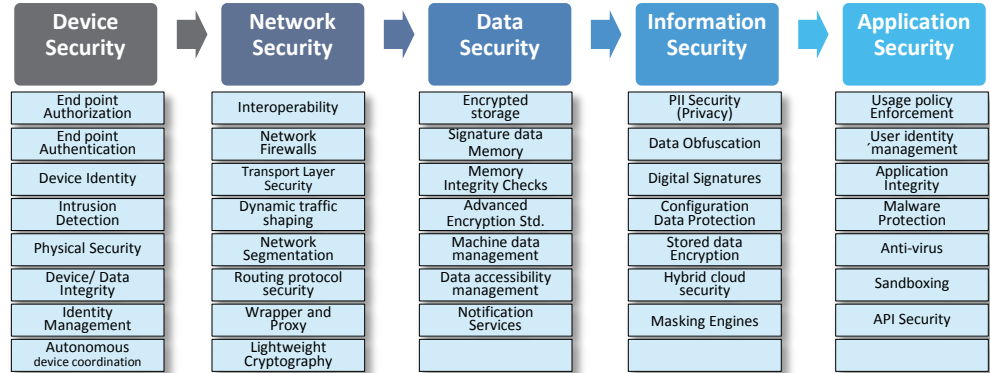 Device
Security
Network
Security
Data
Security
Information
Security
Application
Security
End point
Authorization
End point
Authentication
Device Identity
Intrusion
Detection
Physical Security
Device/ Data
Integrity
Identity
Management
Autonomous
device coordination
Interoperability
Network
Firewalls
Transport Layer
Security
Dynamic traffic
shaping
Network
Segmentation
Routing protocol
security
Wrapper and
Proxy
Lightweight
Cryptography
Encrypted
storage
Signature data
Memory
Memory
Integrity Checks
Advanced
Encryption Std.
Machine data
management
Data accessibility
management
Notification
Services
PII Security
(Privacy)
Data Obfuscation
Digital Signatures
Configuration
Data Protection
Stored data
Encryption
Hybrid cloud
security
Masking Engines
Usage policy
Enforcement
User identity
´management
Application
Integrity
Malware
Protection
Anti-virus
Sandboxing
API Security